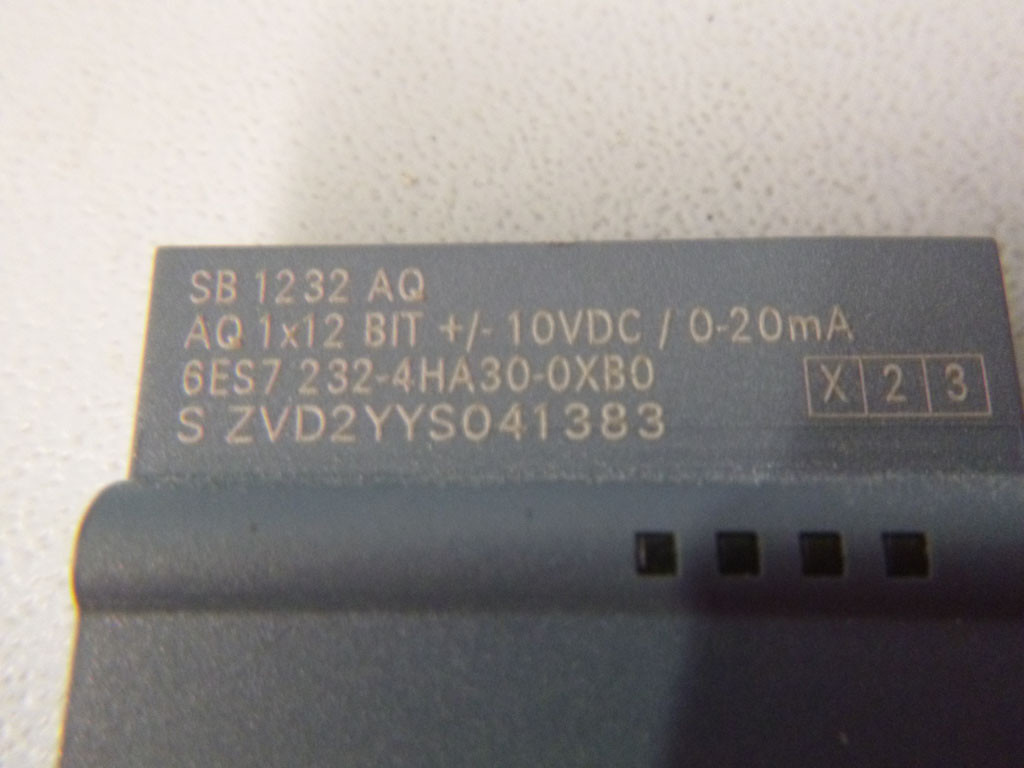 SB 1232 AQ
AQ 1x12 BIT +/- 10VDC / 0-20mA
6ES7 232-4HA30-0XB0
X 2 3
S ZVD2YYS041383